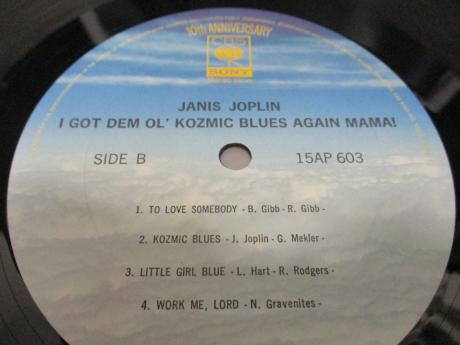 10th ANNIVERSARY
CBS
SONY
JANIS JOPLIN
I GOT DEM OL' KOZMIC BLUES AGAIN MAMA!
SIDE B 15AP 603
1. TO LOVE SOMEBODY - B. Gibb - R. Gibb -
2. KOZMIC BLUES - J. Joplin - G. Mekler -
3. LITTLE GIRL BLUE - L. Hart - R. Rodgers -
4. WORK ME, LORD - N. Gravenites -